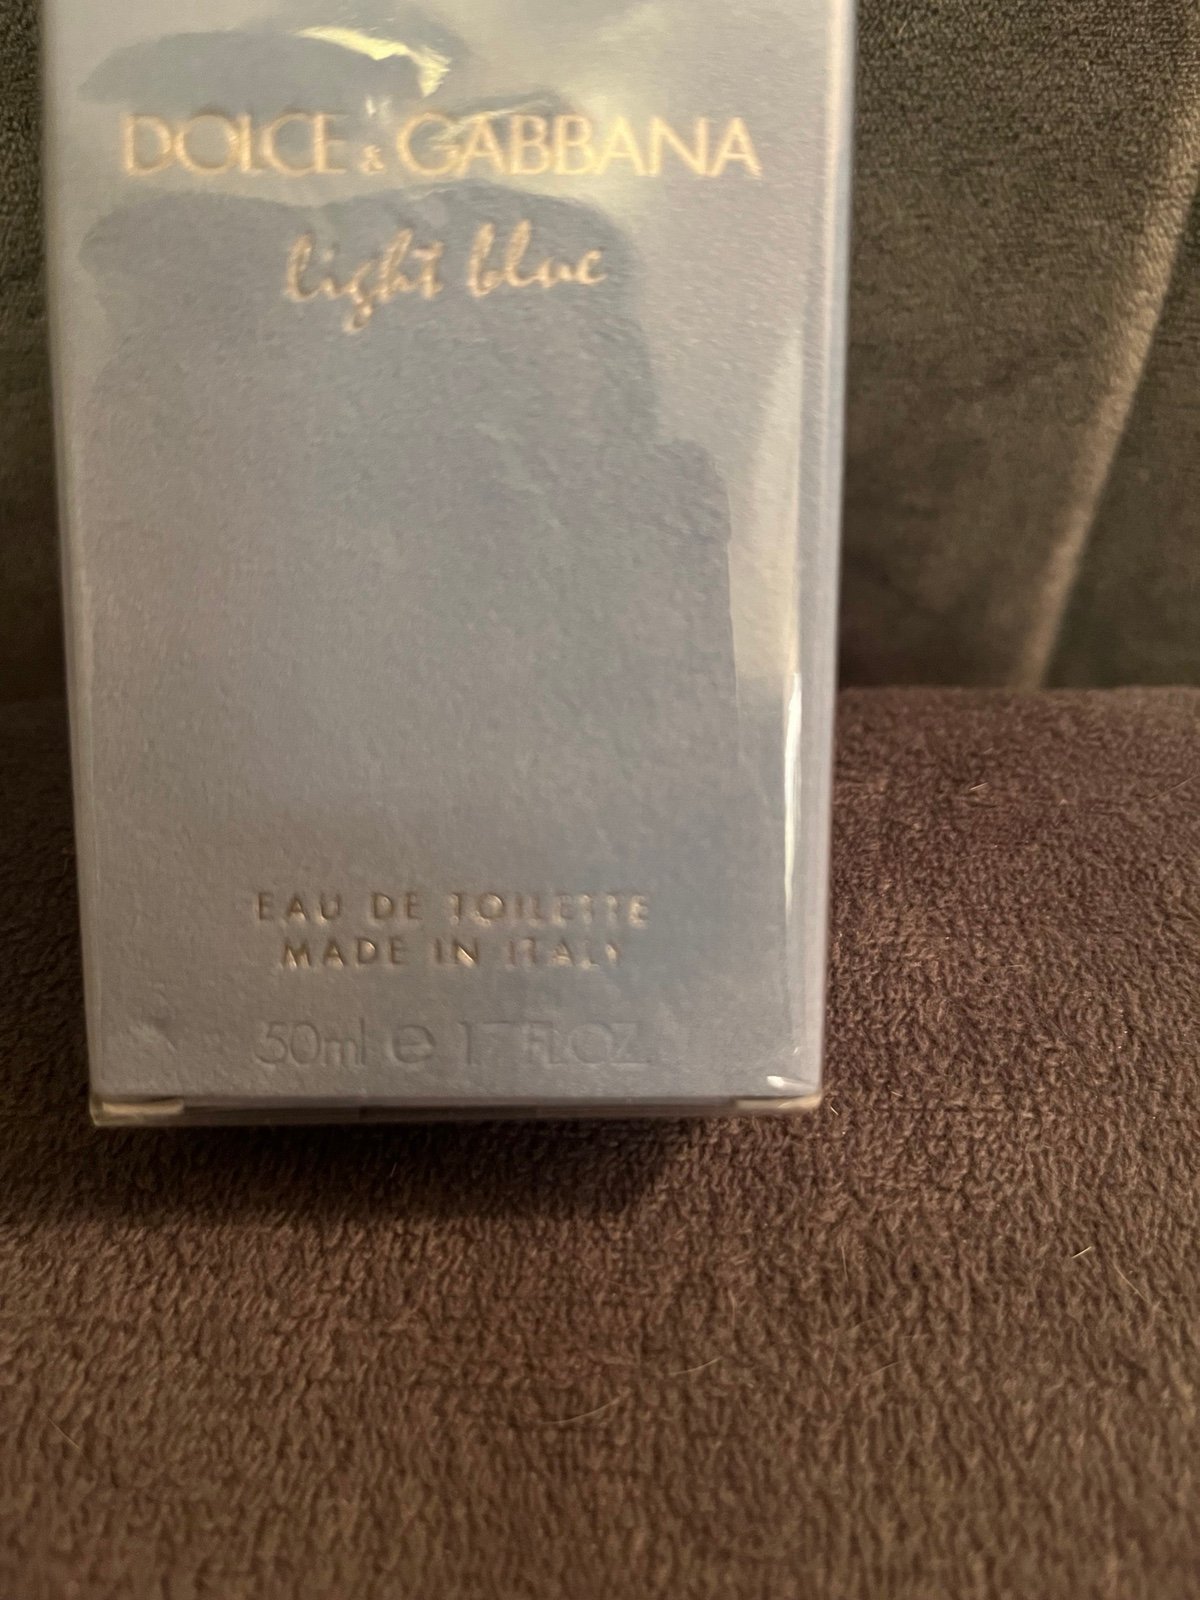 DOLCE & GABBANA
light blue
EAU DE TOILETTE
MADE IN ITALY
50ml ℮ 1.7 FL.OZ.